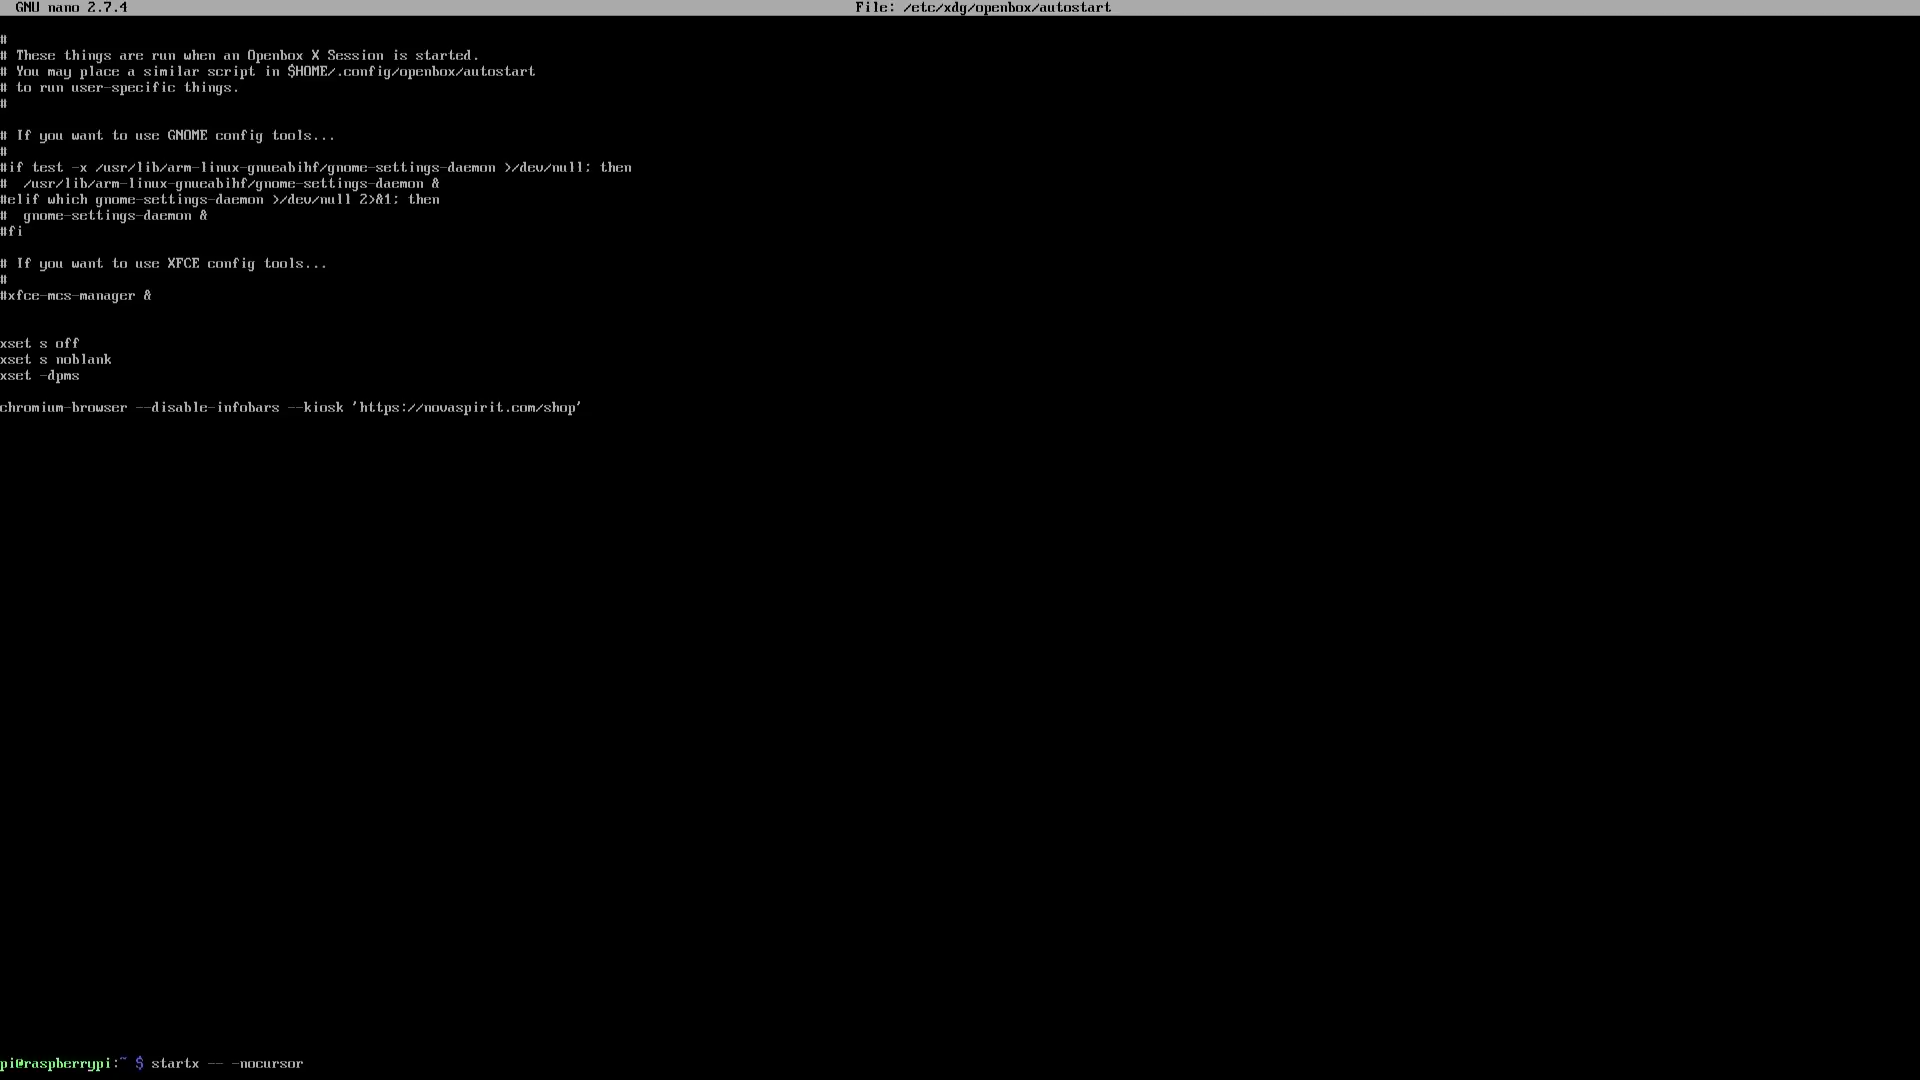 GNU nano 2.7.4 File: /etc/xdg/openbox/autostart
#
# These things are run when an Openbox X Session is started.
# You may place a similar script in $HOME/.config/openbox/autostart
# to run user-specific things.
#
# If you want to use GNOME config tools...
#
#if test -x /usr/lib/arm-linux-gnueabihf/gnome-settings-daemon >/dev/null; then
#  /usr/lib/arm-linux-gnueabihf/gnome-settings-daemon &
#elif which gnome-settings-daemon >/dev/null 2>&1; then
#  gnome-settings-daemon &
#fi
# If you want to use XFCE config tools...
#
#xfce-mcs-manager &
xset s off
xset s noblank
xset -dpms
chromium-browser --disable-infobars --kiosk 'https://novaspirit.com/shop'
pi@raspberrypi:~ $ startx -- -nocursor